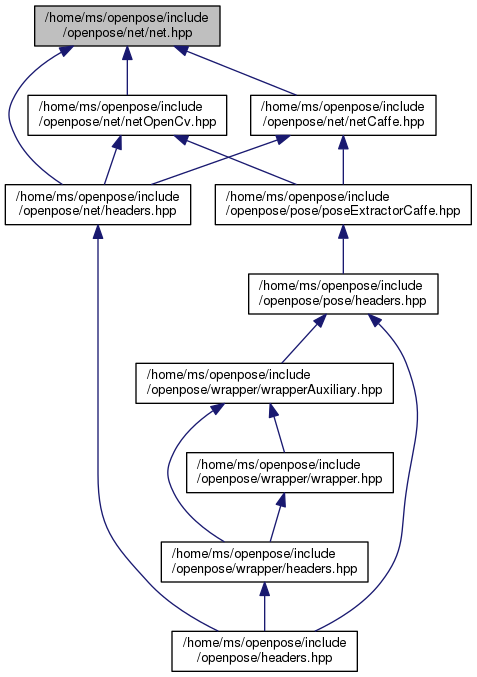 /home/ms/openpose/include
/openpose/net/net.hpp
/home/ms/openpose/include
/openpose/net/netOpenCv.hpp
/home/ms/openpose/include
/openpose/net/netCaffe.hpp
/home/ms/openpose/include
/openpose/net/headers.hpp
/home/ms/openpose/include
/openpose/pose/poseExtractorCaffe.hpp
/home/ms/openpose/include
/openpose/pose/headers.hpp
/home/ms/openpose/include
/openpose/wrapper/wrapperAuxiliary.hpp
/home/ms/openpose/include
/openpose/wrapper/wrapper.hpp
/home/ms/openpose/include
/openpose/wrapper/headers.hpp
/home/ms/openpose/include
/openpose/headers.hpp